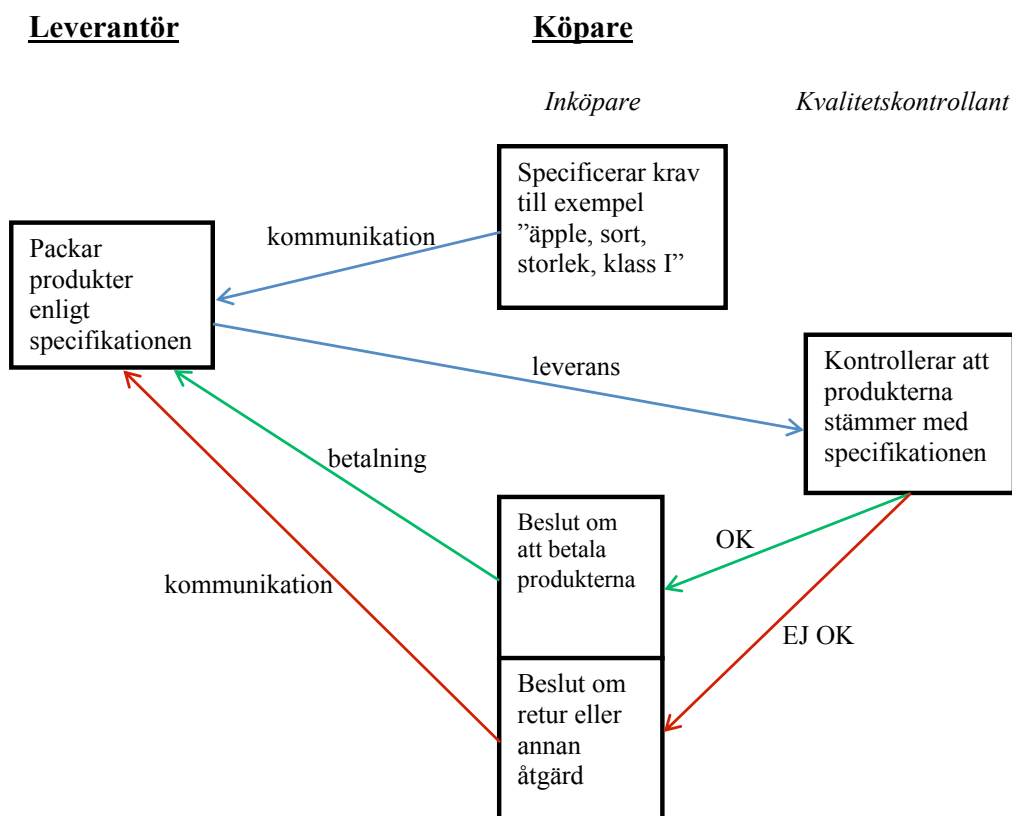 Leverantör
Köpare
Inköpare
Kvalitetskontrollant
Specificerar krav
till exempel
”äpple, sort,
storlek, klass I”
kommunikation
Packar
produkter
enligt
specifikationen
leverans
Kontrollerar att
produkterna
stämmer med
specifikationen
betalning
Beslut om
att betala
produkterna
OK
kommunikation
EJ OK
Beslut om
retur eller
annan
åtgärd